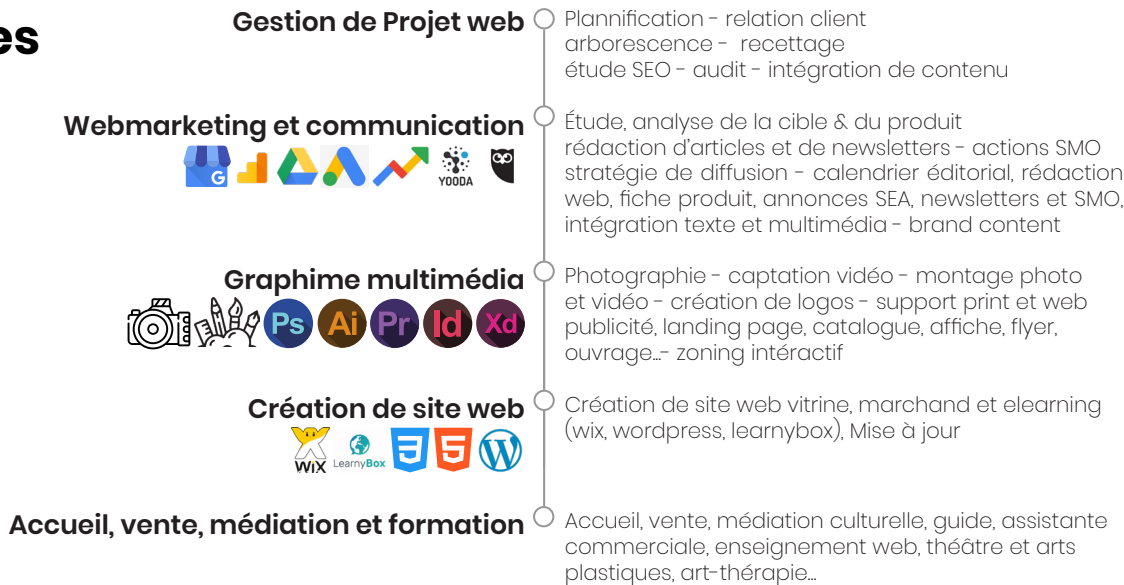 es
Gestion de Projet web
Plannification - relation client
arborescence - recettage
étude SEO - audit - intégration de contenu
Webmarketing et communication
G
YOODA
Étude, analyse de la cible & du produit
rédaction d'articles et de newsletters - actions SMO
stratégie de diffusion - calendrier éditorial, rédaction
web, fiche produit, annonces SEA, newsletters et SMO,
intégration texte et multimédia - brand content
Graphime multimédia
Ps Ai Pr Id Xd
Photographie - captation vidéo - montage photo
et vidéo - création de logos - support print et web
publicité, landing page, catalogue, affiche, flyer,
ouvrage...- zoning intéractif
Création de site web
WiX LearnyBox 3 5 W
Création de site web vitrine, marchand et elearning
(wix, wordpress, learnybox), Mise à jour
Accueil, vente, médiation et formation
Accueil, vente, médiation culturelle, guide, assistante
commerciale, enseignement web, théâtre et arts
plastiques, art-thérapie...